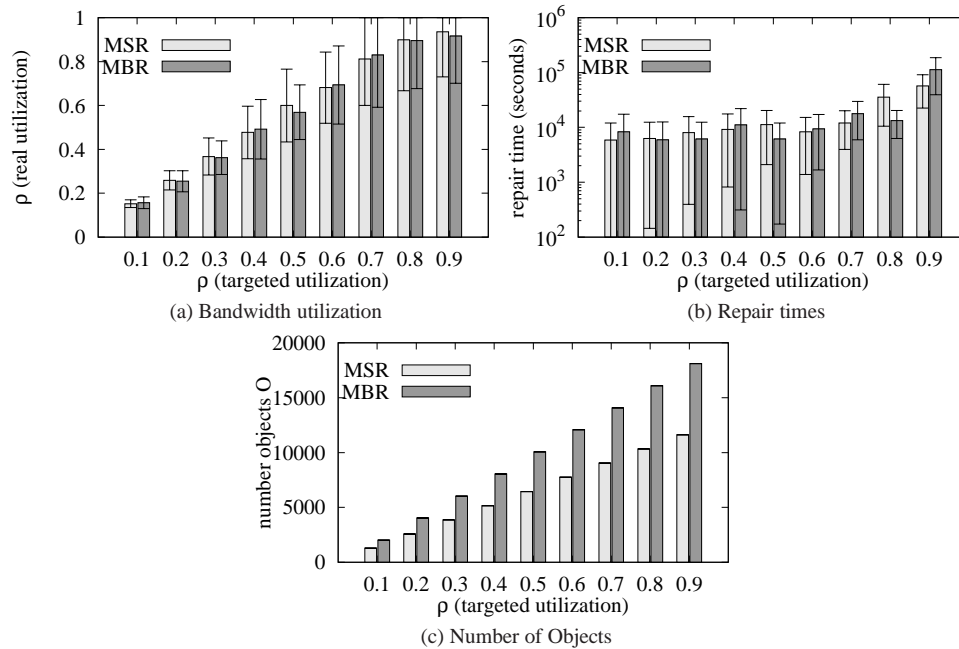 1
0.8
0.6
0.4
0.2
0
ρ (real utilization)
MSR
MBR
0.1 0.2 0.3 0.4 0.5 0.6 0.7 0.8 0.9
ρ (targeted utilization)
(a) Bandwidth utilization
10^6
10^5
10^4
10^3
10^2
repair time (seconds)
MSR
MBR
0.1 0.2 0.3 0.4 0.5 0.6 0.7 0.8 0.9
ρ (targeted utilization)
(b) Repair times
20000
15000
10000
5000
0
number objects O
MSR
MBR
0.1 0.2 0.3 0.4 0.5 0.6 0.7 0.8 0.9
ρ (targeted utilization)
(c) Number of Objects